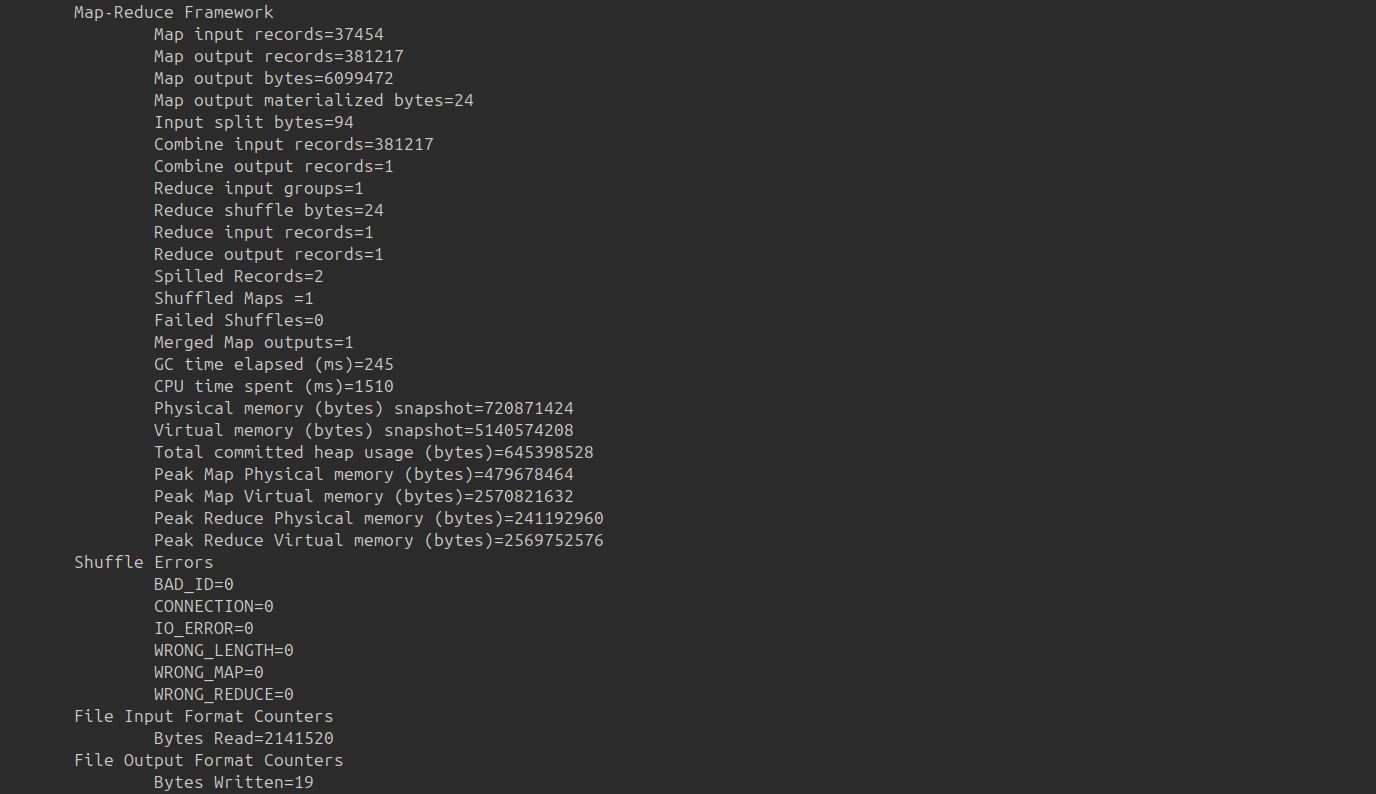 Map-Reduce Framework
Map input records=37454
Map output records=381217
Map output bytes=6099472
Map output materialized bytes=24
Input split bytes=94
Combine input records=381217
Combine output records=1
Reduce input groups=1
Reduce shuffle bytes=24
Reduce input records=1
Reduce output records=1
Spilled Records=2
Shuffled Maps =1
Failed Shuffles=0
Merged Map outputs=1
GC time elapsed (ms)=245
CPU time spent (ms)=1510
Physical memory (bytes) snapshot=720871424
Virtual memory (bytes) snapshot=5140574208
Total committed heap usage (bytes)=645398528
Peak Map Physical memory (bytes)=479678464
Peak Map Virtual memory (bytes)=2570821632
Peak Reduce Physical memory (bytes)=241192960
Peak Reduce Virtual memory (bytes)=2569752576
Shuffle Errors
BAD_ID=0
CONNECTION=0
IO_ERROR=0
WRONG_LENGTH=0
WRONG_MAP=0
WRONG_REDUCE=0
File Input Format Counters
Bytes Read=2141520
File Output Format Counters
Bytes Written=19